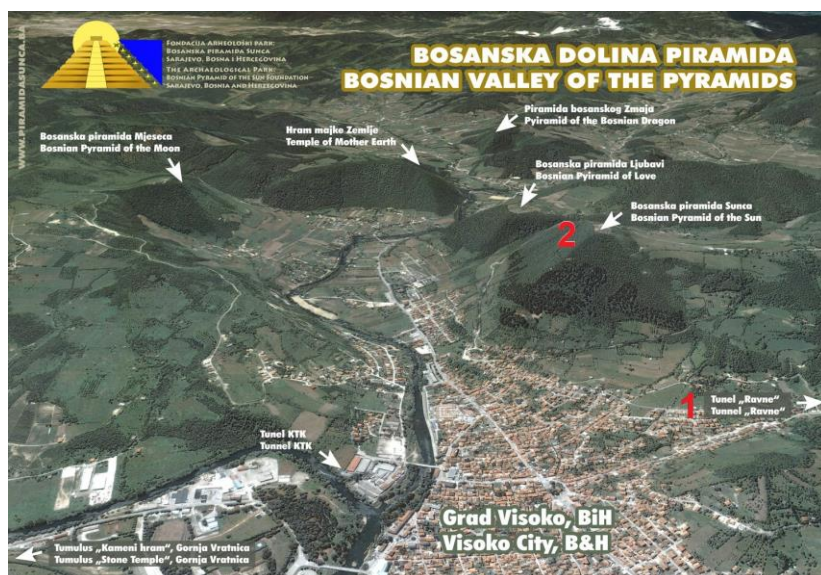 WWW.PIRAMIDASUNCA.BA
FONDACIJA ARHEOLOŠKI PARK:
BOSANSKA PIRAMIDA SUNCA
SARAJEVO, BOSNA I HERCEGOVINA
THE ARCHAEOLOGICAL PARK:
BOSNIAN PYRAMID OF THE SUN FOUNDATION
SARAJEVO, BOSNIA AND HERZEGOVINA
BOSANSKA DOLINA PIRAMIDA
BOSNIAN VALLEY OF THE PYRAMIDS
Piramida bosanskog Zmaja
Pyiramid of the Bosnian Dragon
Bosanska piramida Mjeseca
Bosnian Pyramid of the Moon
Hram majke Zemlje
Temple of Mother Earth
Bosanska piramida Ljubavi
Bosnian Pyiramid of Love
Bosanska piramida Sunca
Bosnian Pyramid of the Sun
2
1
Tunel „Ravne“
Tunnel „Ravne“
Tunel KTK
Tunnel KTK
Grad Visoko, BiH
Visoko City, B&H
Tumulus „Kameni hram“, Gornja Vratnica
Tumulus „Stone Temple“, Gornja Vratnica